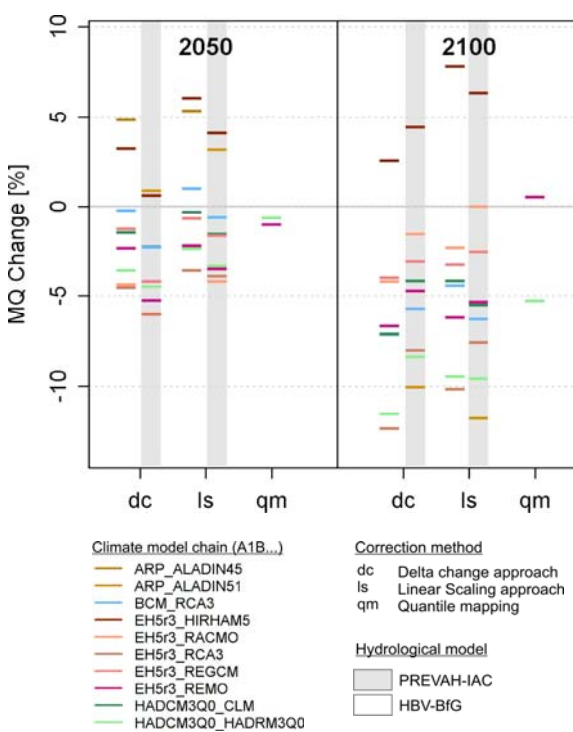 2050
2100
MQ Change [%]
10
5
0
-5
-10
dc
ls
qm
dc
ls
qm
Climate model chain (A1B...)
ARP_ALADIN45
ARP_ALADIN51
BCM_RCA3
EH5r3_HIRHAM5
EH5r3_RACMO
EH5r3_RCA3
EH5r3_REGCM
EH5r3_REMO
HADCM3Q0_CLM
HADCM3Q0_HADRM3Q0
Correction method
dc Delta change approach
ls Linear Scaling approach
qm Quantile mapping
Hydrological model
PREVAH-IAC
HBV-BfG